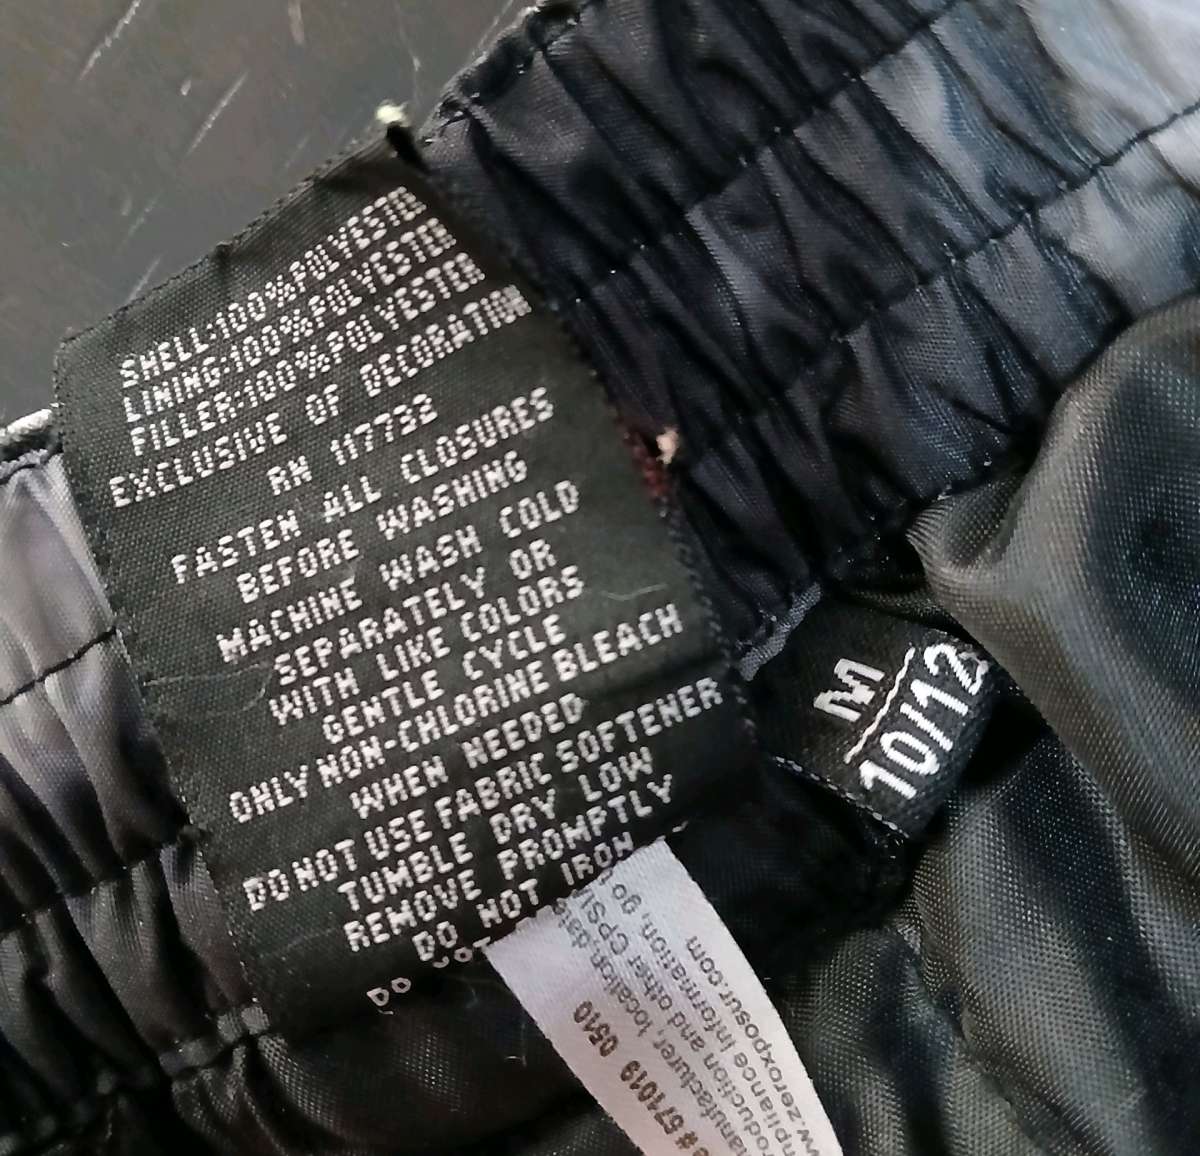 SHELL:100%POLYESTER
LINING:100%POLYESTER
FILLER:100%POLYESTER
EXCLUSIVE OF DECORATION
RN 117732
FASTEN ALL CLOSURES
BEFORE WASHING
MACHINE WASH COLD
SEPARATELY OR
WITH LIKE COLORS
GENTLE CYCLE
ONLY NON-CHLORINE BLEACH
WHEN NEEDED
DO NOT USE FABRIC SOFTENER
TUMBLE DRY LOW
REMOVE PROMPTLY
DO NOT IRON
DO
M
10/12
location, date
information, go
and other CPSIA
.zeroxposur.com
# 571019 0510